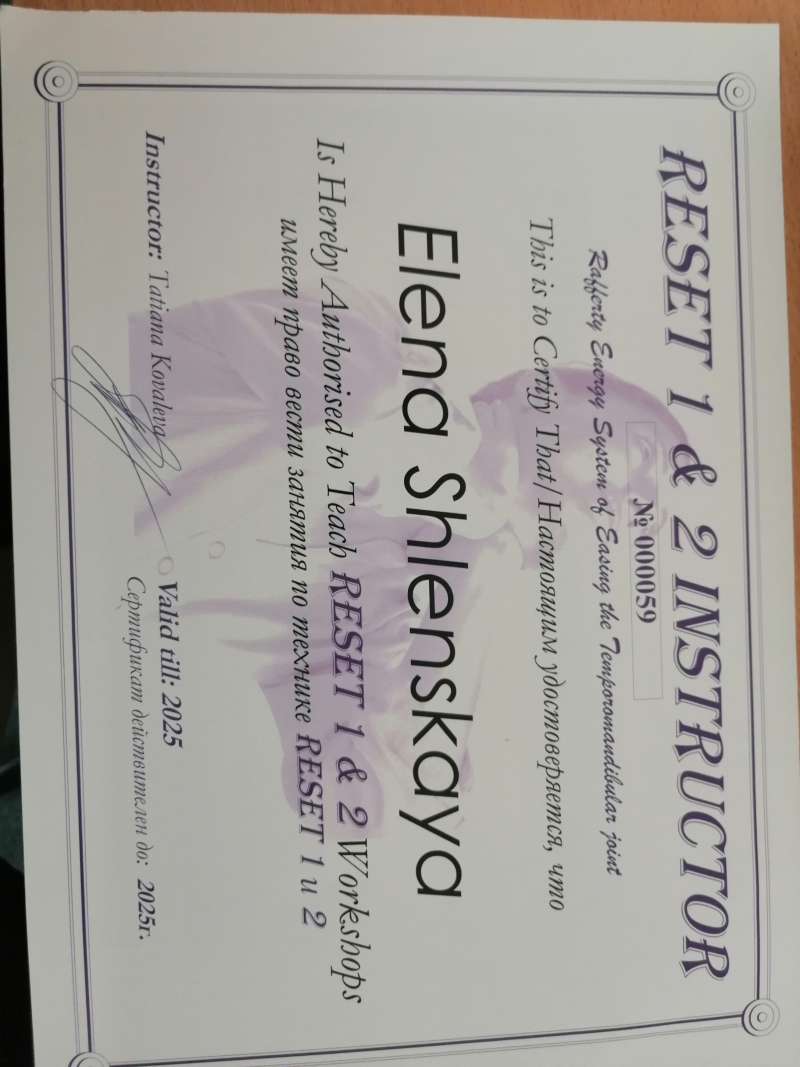 RESET 1 & 2 INSTRUCTOR
№ 000059
Rafferty Energy System of Easing the Temporomandibular joint
This is to Certify That/Настоящим удостоверяется, что
Elena Shlenskaya
Is Hereby Authorised to Teach RESET 1 & 2 Workshops
имеет право вести занятия по технике RESET 1 и 2
Instructor: Tatiana Kovaleva
Valid till: 2025
Сертификат действителен до: 2025г.